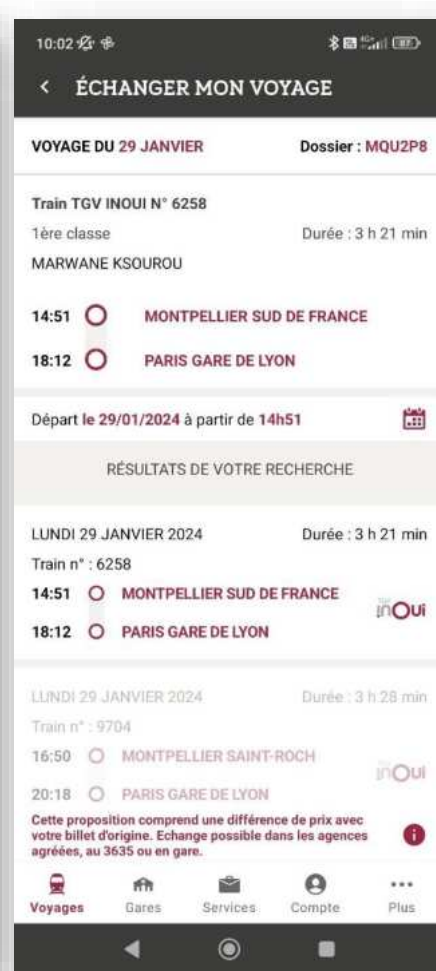 10:02
ÉCHANGER MON VOYAGE
VOYAGE DU 29 JANVIER Dossier : MQU2P8
Train TGV INOUI N° 6258
1ère classe Durée : 3 h 21 min
MARWANE KSOUROU
14:51 MONTPELLIER SUD DE FRANCE
18:12 PARIS GARE DE LYON
Départ le 29/01/2024 à partir de 14h51
RÉSULTATS DE VOTRE RECHERCHE
LUNDI 29 JANVIER 2024 Durée : 3 h 21 min
Train n° : 6258
14:51 MONTPELLIER SUD DE FRANCE
inOui
18:12 PARIS GARE DE LYON
LUNDI 29 JANVIER 2024 Durée : 3 h 28 min
Train n° : 9704
16:50 MONTPELLIER SAINT-ROCH
inOui
20:18 PARIS GARE DE LYON
Cette proposition comprend une différence de prix avec
votre billet d'origine. Echange possible dans les agences
agréées, au 3635 ou en gare.
Voyages Gares Services Compte Plus